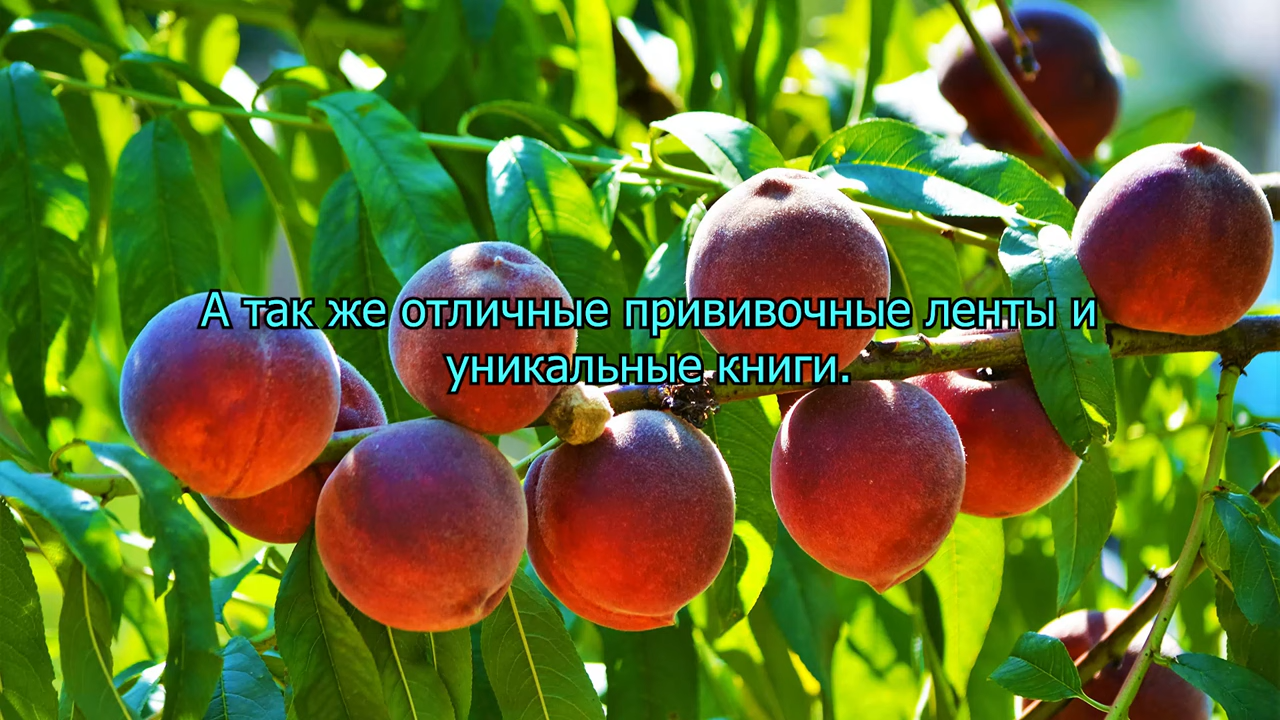 А так же отличные прививочные ленты и
уникальные книги.